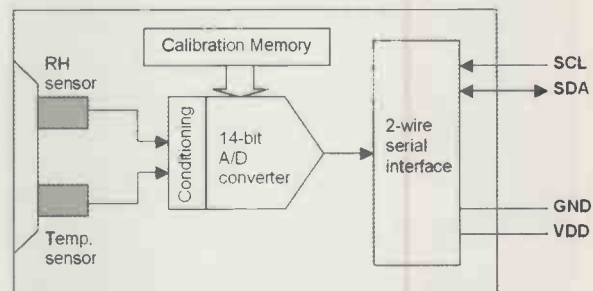 Calibration Memory
RH
sensor
Conditioning
14-bit
A/D
converter
2-wire
serial
interface
SCL
SDA
GND
VDD
Temp.
sensor